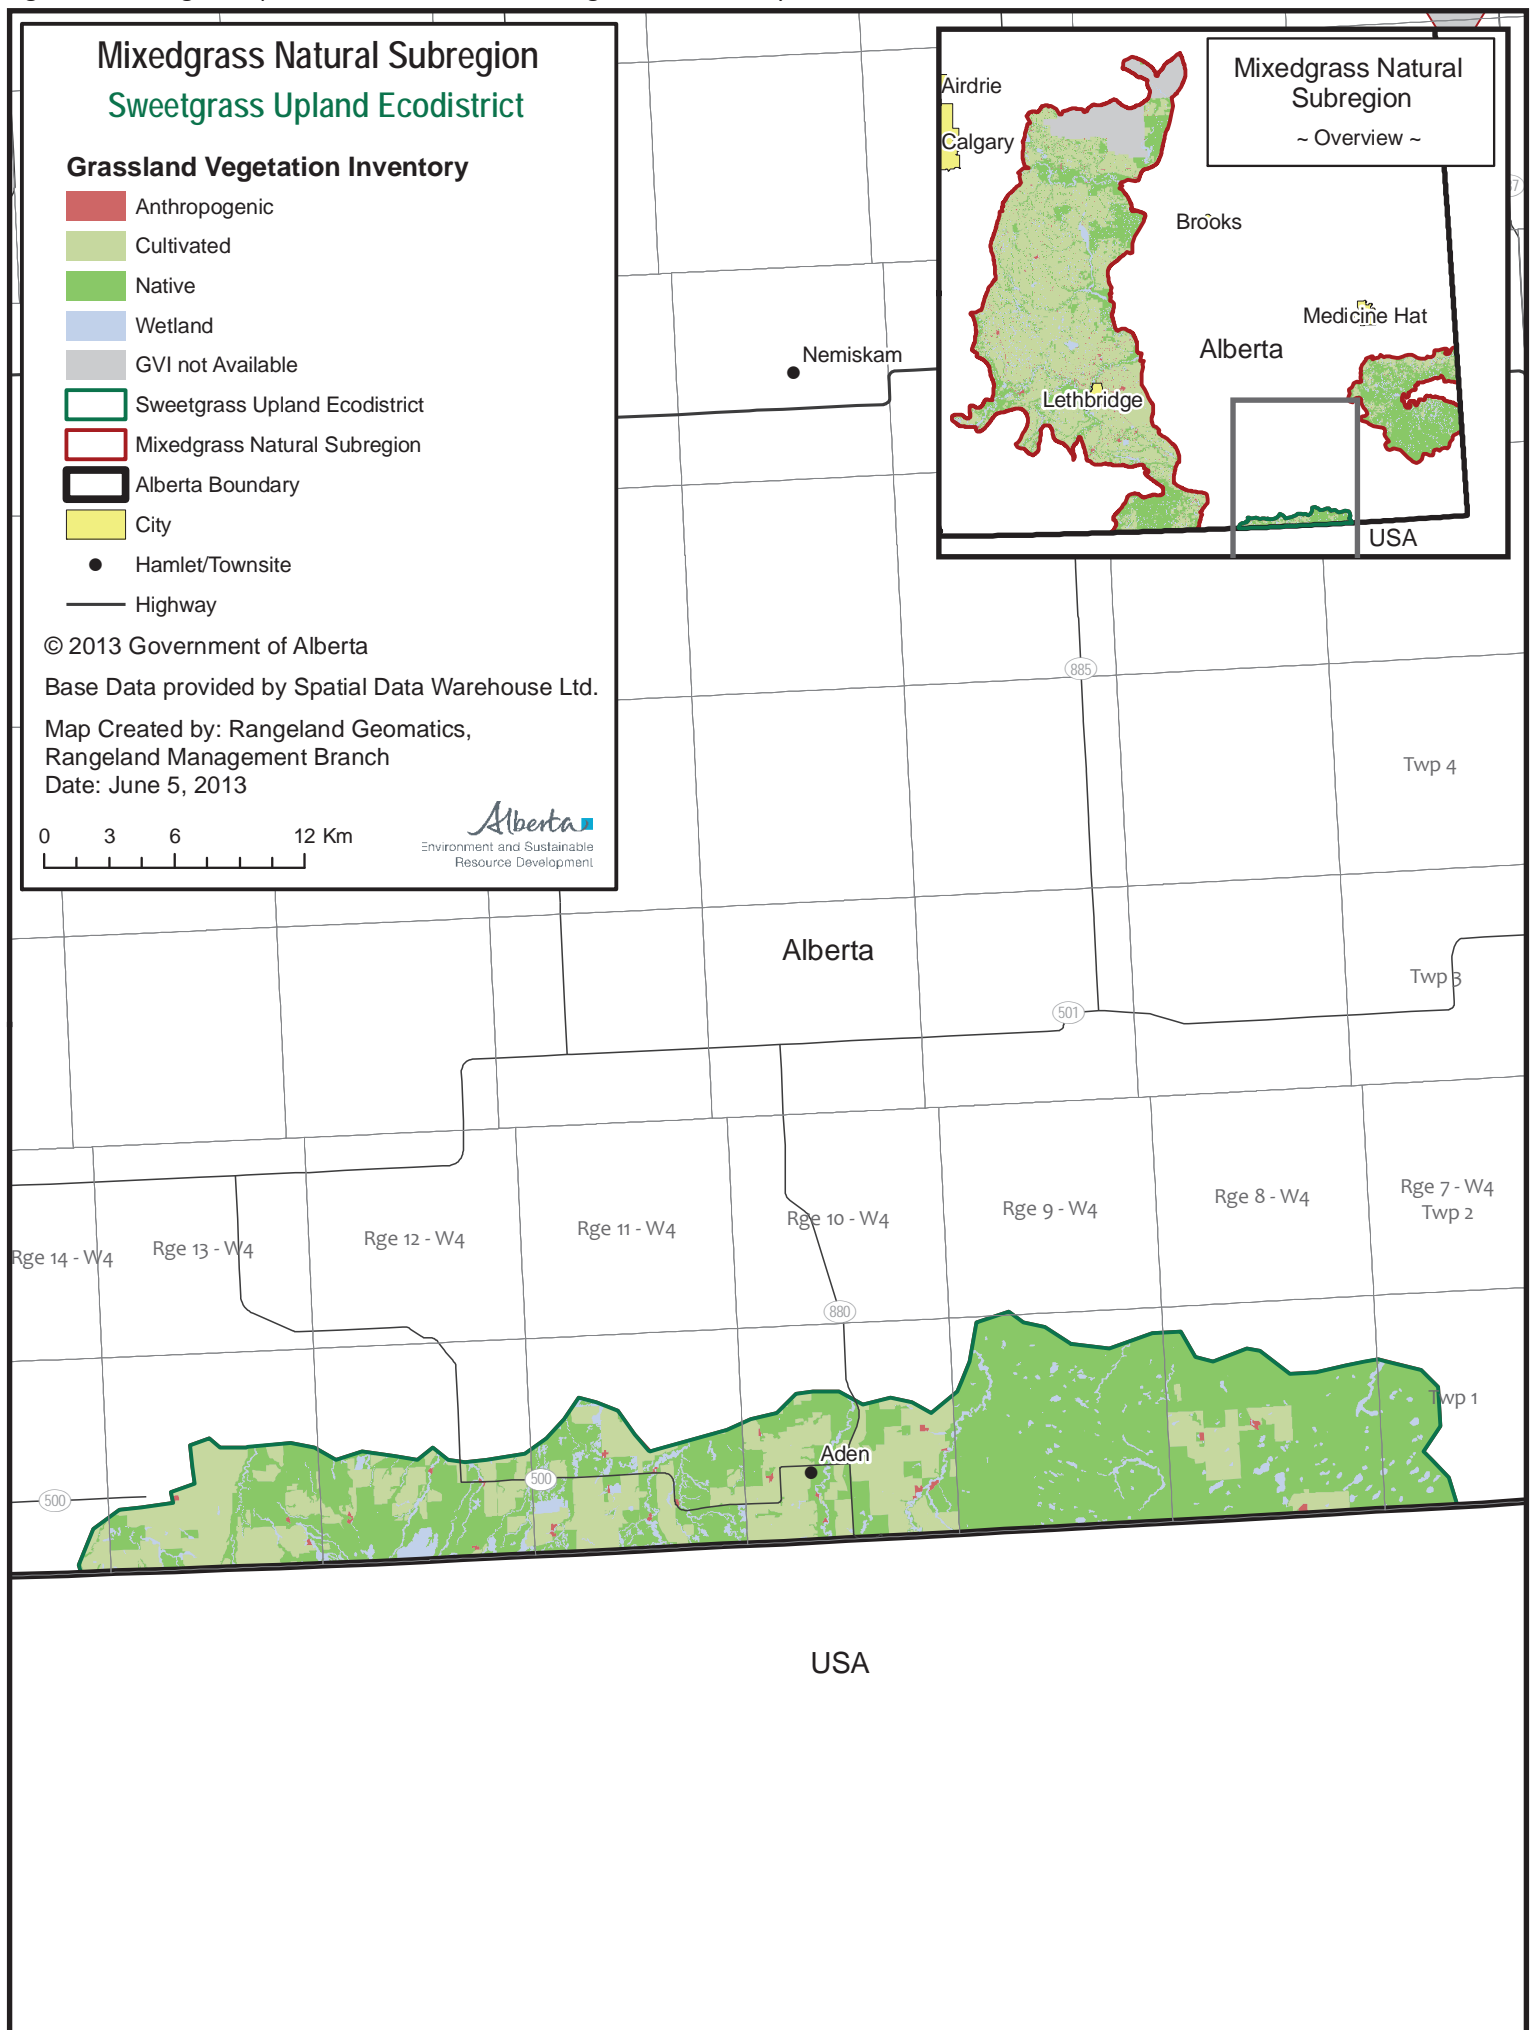 Mixedgrass Natural Subregion
Sweetgrass Upland Ecodistrict
Grassland Vegetation Inventory
Anthropogenic
Cultivated
Native
Wetland
GVI not Available
Sweetgrass Upland Ecodistrict
Mixedgrass Natural Subregion
Alberta Boundary
City
Hamlet/Townsite
Highway
© 2013 Government of Alberta
Base Data provided by Spatial Data Warehouse Ltd.
Map Created by: Rangeland Geomatics,
Rangeland Management Branch
Date: June 5, 2013
0 3 6 12 Km
Alberta
Environment and Sustainable
Resource Development
Mixedgrass Natural
Subregion
~ Overview ~
Airdrie
Calgary
Brooks
Medicine Hat
Alberta
Lethbridge
USA
Nemiskam
885
Twp 4
Alberta
Twp 3
501
Rge 14 - W4
Rge 13 - W4
Rge 12 - W4
Rge 11 - W4
Rge 10 - W4
Rge 9 - W4
Rge 8 - W4
Rge 7 - W4
Twp 2
880
Twp 1
Aden
500
500
USA